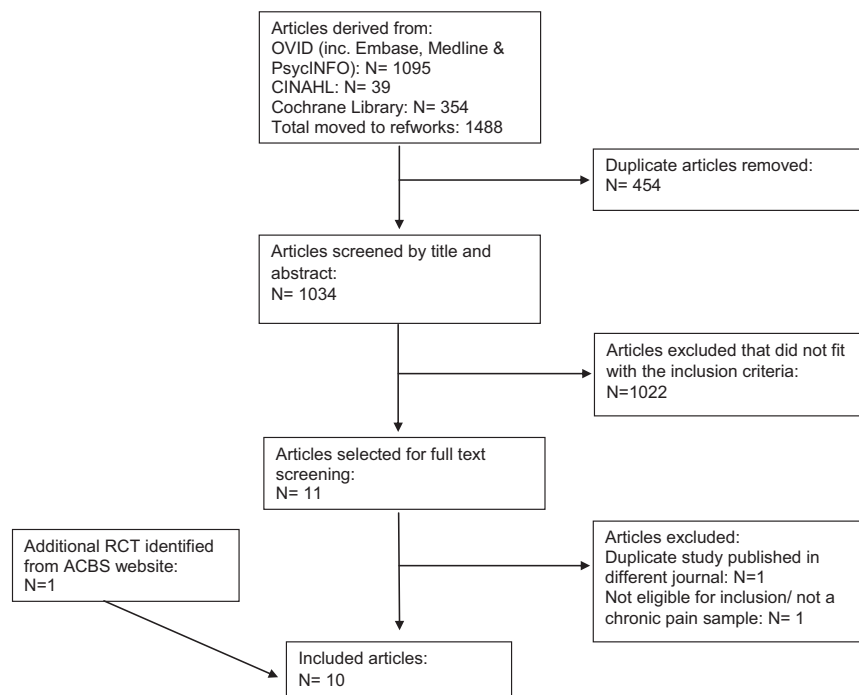 Articles derived from:
OVID (inc. Embase, Medline &
PsycINFO): N= 1095
CINAHL: N= 39
Cochrane Library: N= 354
Total moved to refworks: 1488
Duplicate articles removed:
N= 454
Articles screened by title and
abstract:
N= 1034
Articles excluded that did not fit
with the inclusion criteria:
N=1022
Articles selected for full text
screening:
N= 11
Additional RCT identified
from ACBS website:
N=1
Articles excluded:
Duplicate study published in
different journal: N=1
Not eligible for inclusion/ not a
chronic pain sample: N= 1
Included articles:
N= 10